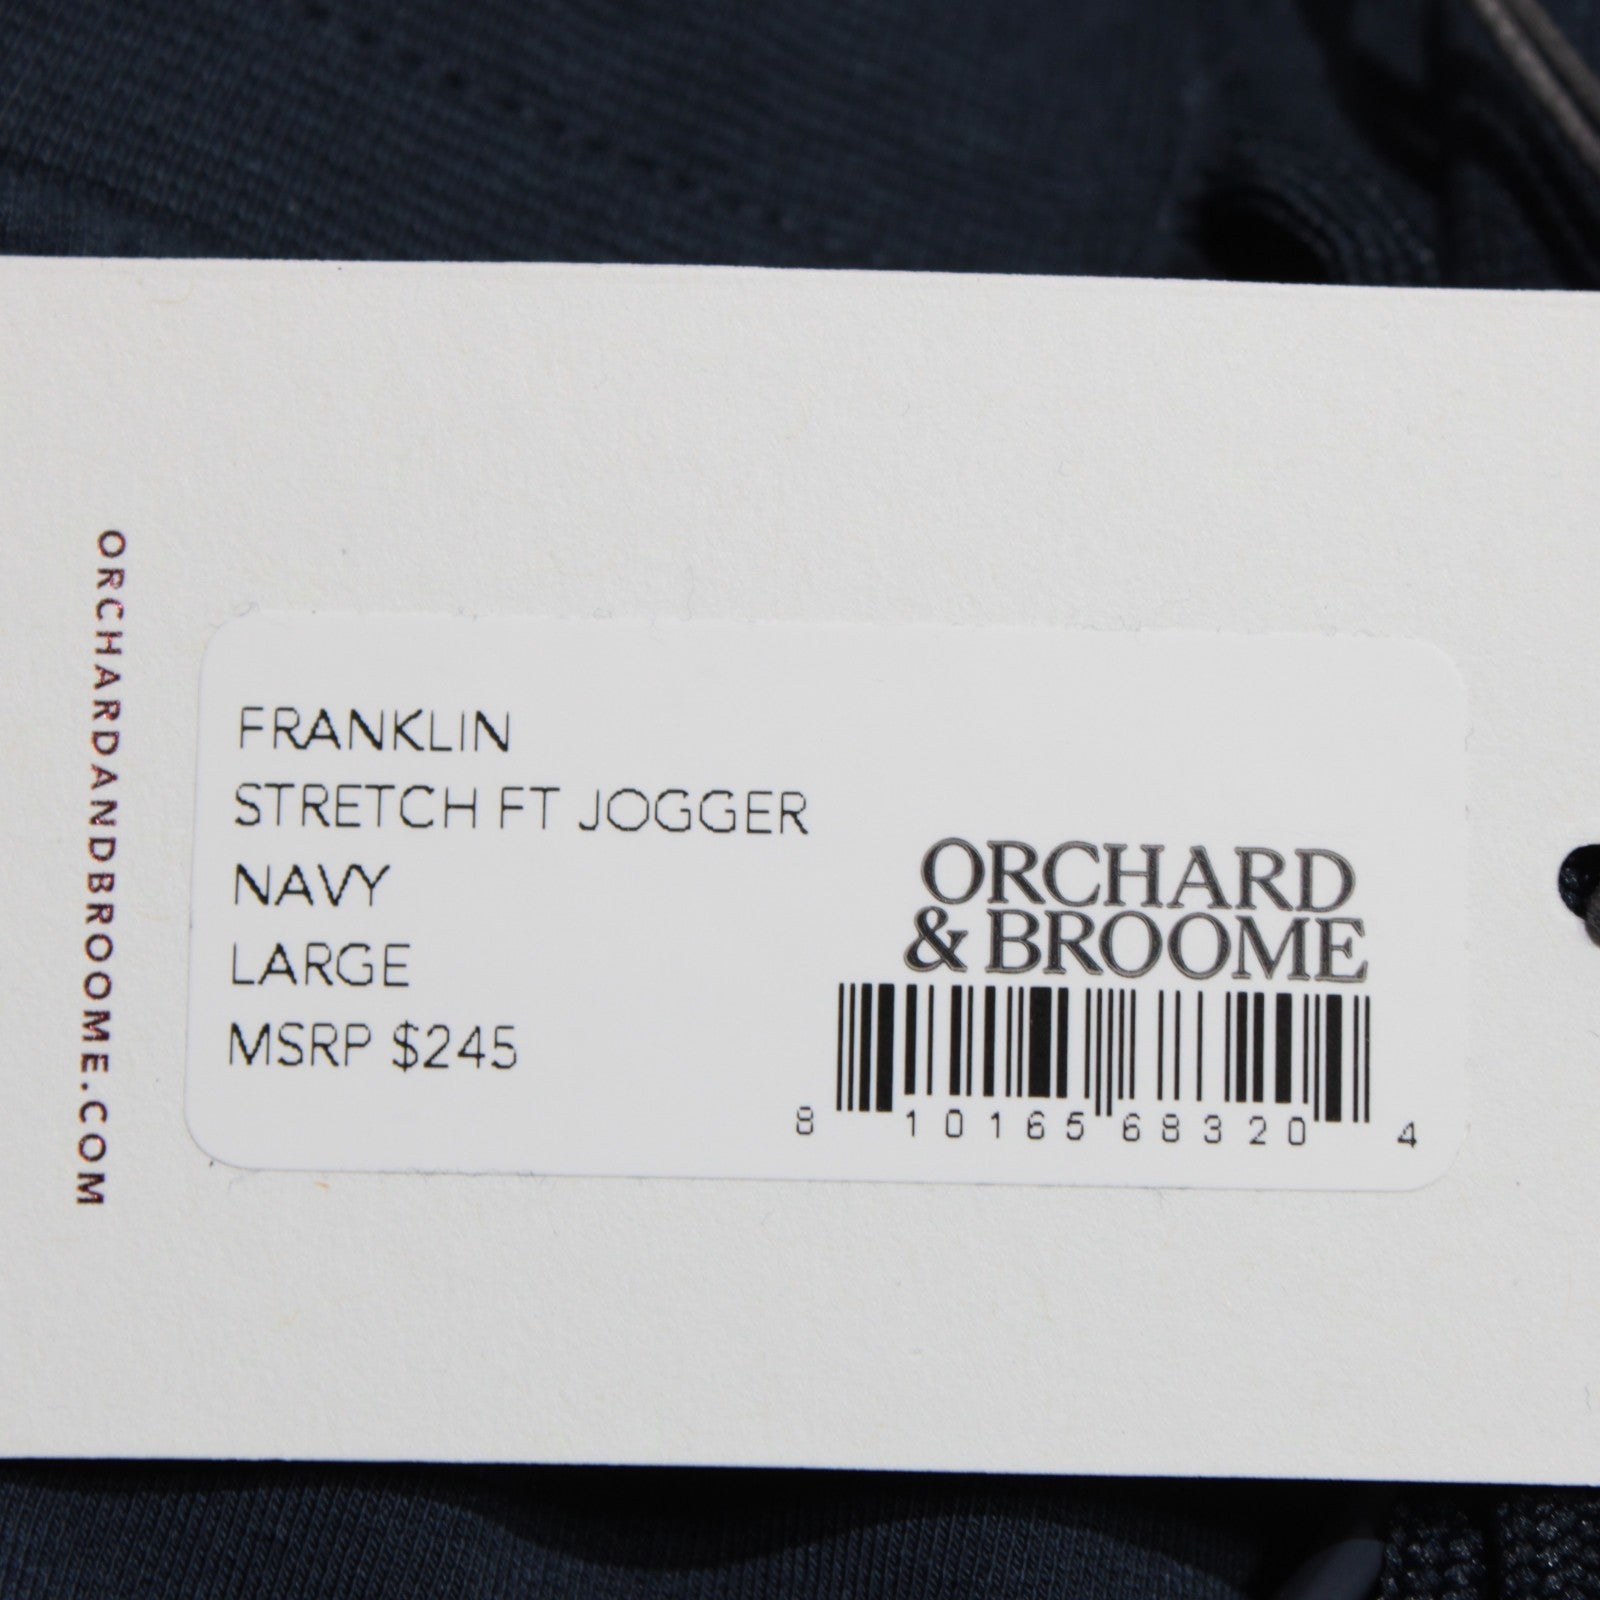 ORCHARDANDBROOME.COM
FRANKLIN
STRETCH FT JOGGER
NAVY
LARGE
MSRP $245
ORCHARD
& BROOME
8 10165 68320 4